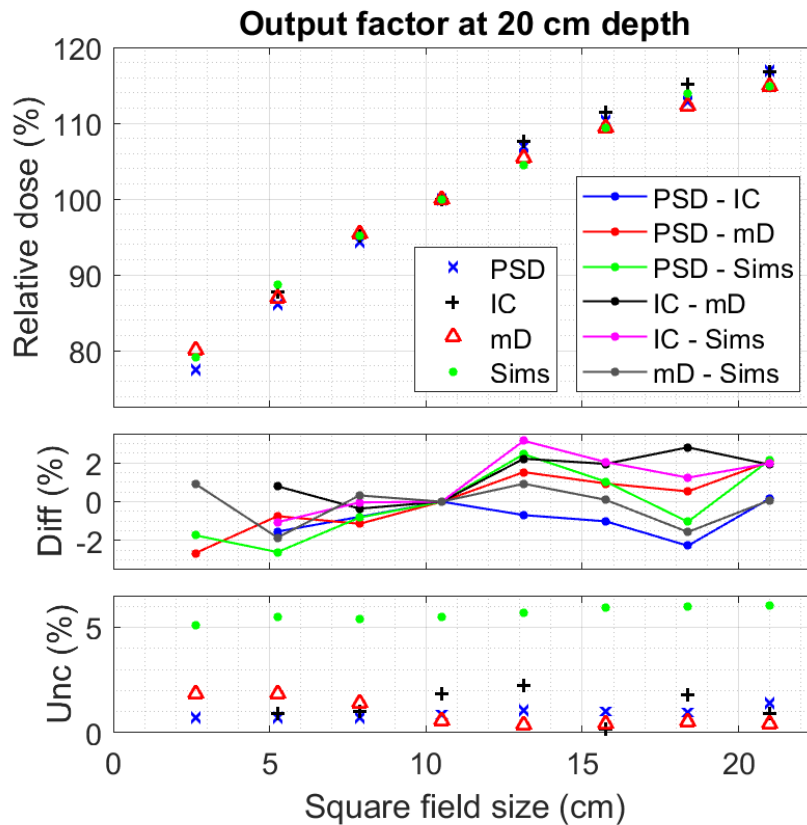 Output factor at 20 cm depth
120
110
100
90
80
Relative dose (%)
PSD
IC
mD
Sims
PSD - IC
PSD - mD
PSD - Sims
IC - mD
IC - Sims
mD - Sims
2
0
-2
Diff (%)
5
0
Unc (%)
0 5 10 15 20
Square field size (cm)